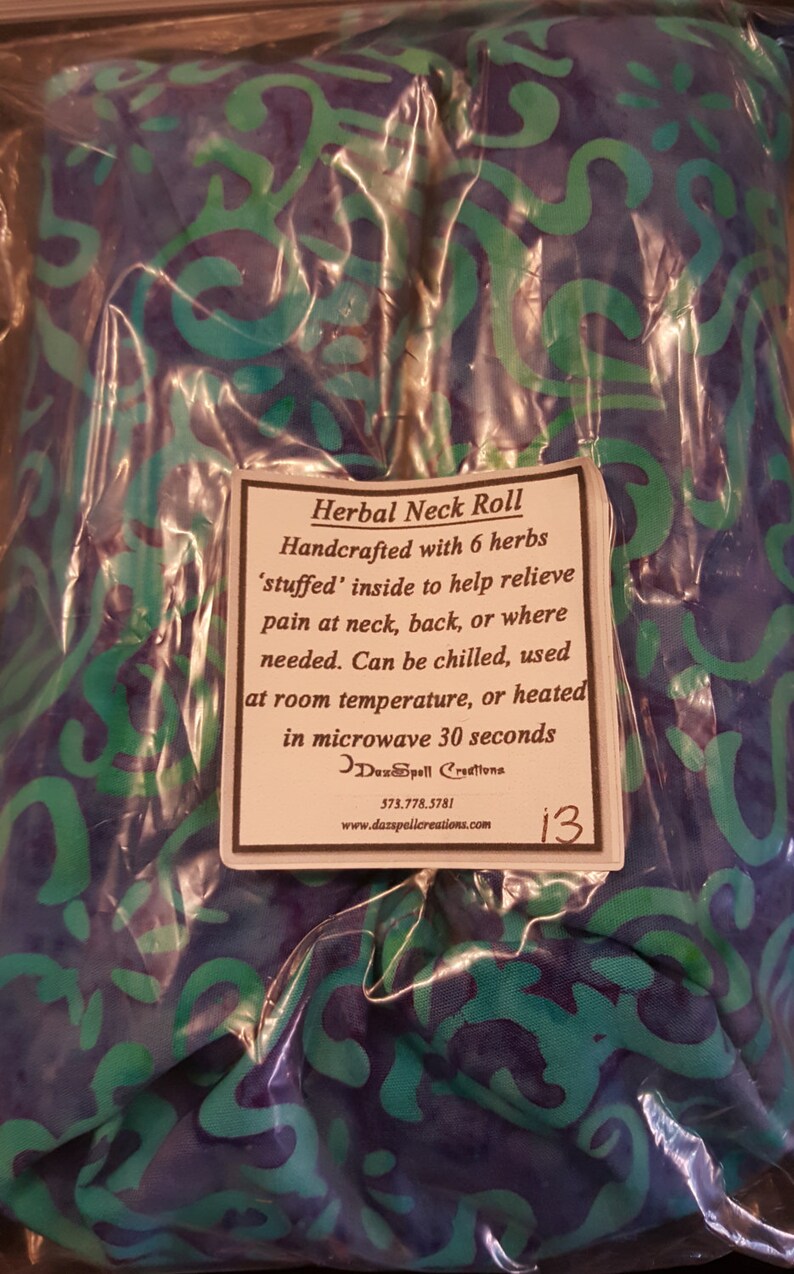 Herbal Neck Roll
Handcrafted with 6 herbs
'stuffed' inside to help relieve
pain at neck, back, or where
needed. Can be chilled, used
at room temperature, or heated
in microwave 30 seconds
DazSpell Creations
573.778.5781
www.dazspellcreations.com
13